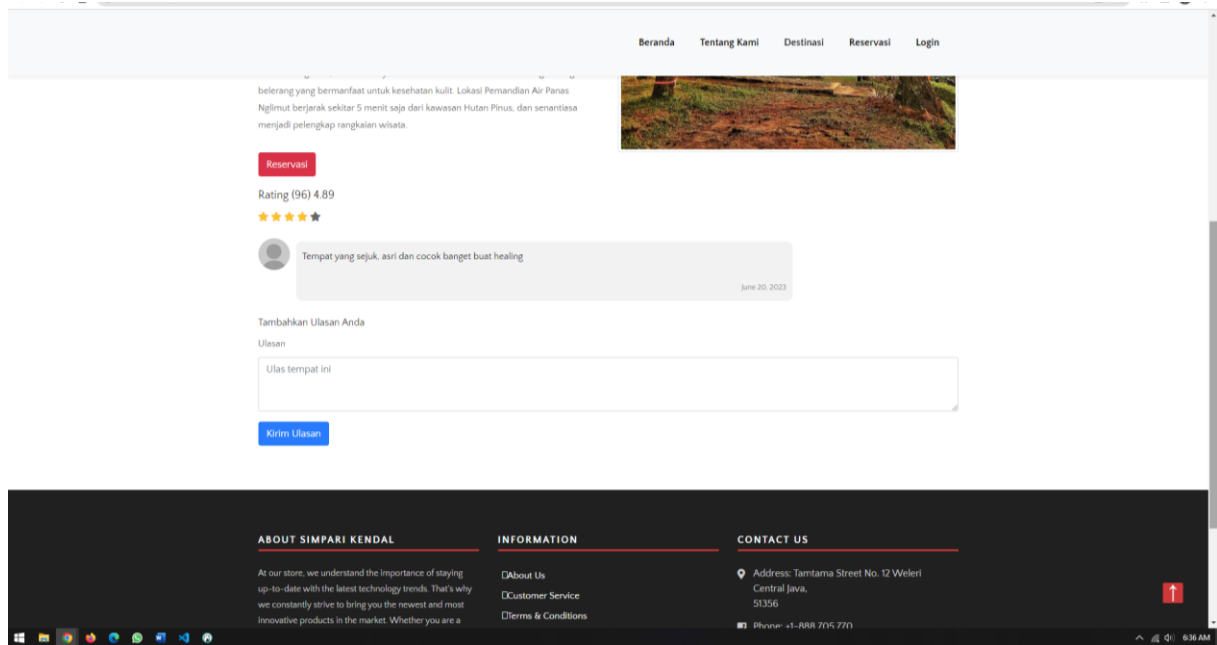 Beranda Tentang Kami Destinasi Reservasi Login
belerang yang bermanfaat untuk kesehatan kulit. Lokasi Pemandian Air Panas
Nglimut berjarak sekitar 5 menit saja dari kawasan Hutan Pinus, dan senantiasa
menjadi pelengkap rangkaian wisata.
Reservasi
Rating (96) 4.89
Tempat yang sejuk, asri dan cocok banget buat healing
June 20, 2023
Tambahkan Ulasan Anda
Ulasan
Ulas tempat ini
Kirim Ulasan
ABOUT SIMPARI KENDAL
At our store, we understand the importance of staying
up-to-date with the latest technology trends. That's why
we constantly strive to bring you the newest and most
innovative products in the market. Whether you are a
INFORMATION
About Us
Customer Service
Terms & Conditions
CONTACT US
Address: Tamtama Street No. 12 Weleri
Central Java,
51356
Phone: +1-888 705 770
6:36 AM